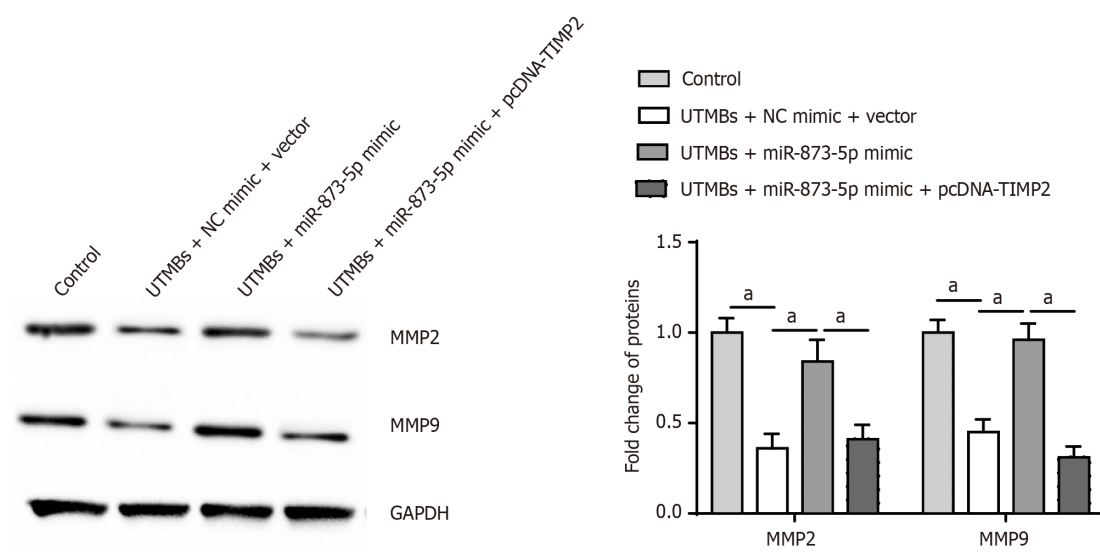 Control
UTMBs + NC mimic + vector
UTMBs + miR-873-5p mimic
UTMBs + miR-873-5p mimic + pcDNA-TIMP2
MMP2
MMP9
GAPDH
Control
UTMBs + NC mimic + vector
UTMBs + miR-873-5p mimic
UTMBs + miR-873-5p mimic + pcDNA-TIMP2
Fold change of proteins
1.5
1.0
0.5
0.0
a
a
a
a
a
a
MMP2
MMP9